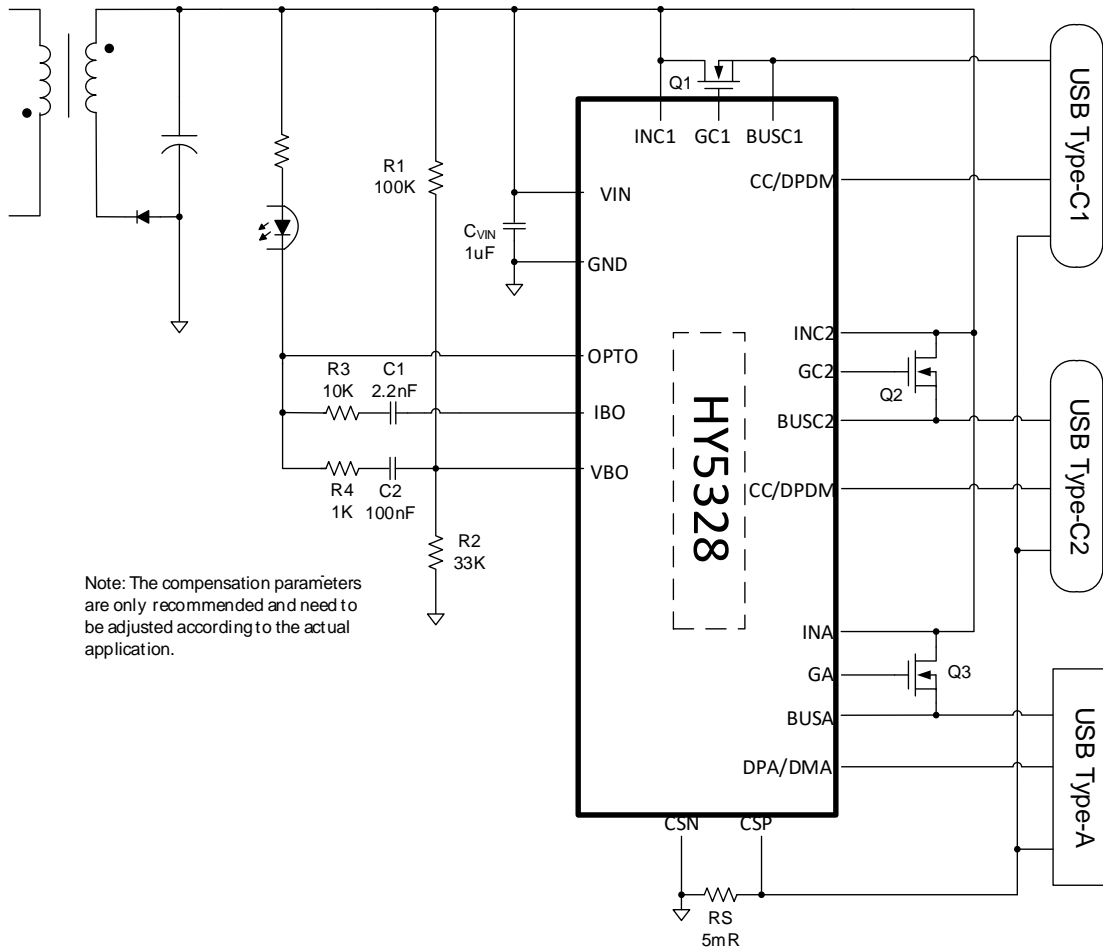 Q1
INC1 GC1 BUSC1
R1
100K
VIN
CC/DPDM
USB Type-C1
CVIN
1uF
GND
INC2
OPTO
GC2
Q2
R3
10K
C1
2.2nF
IBO
BUSC2
USB Type-C2
HY5328
VBO
CC/DPDM
R4
1K
C2
100nF
R2
33K
Note: The compensation parameters
are only recommended and need to
be adjusted according to the actual
application.
INA
GA
Q3
BUSA
USB Type-A
DPA/DMA
CSN CSP
RS
5mR